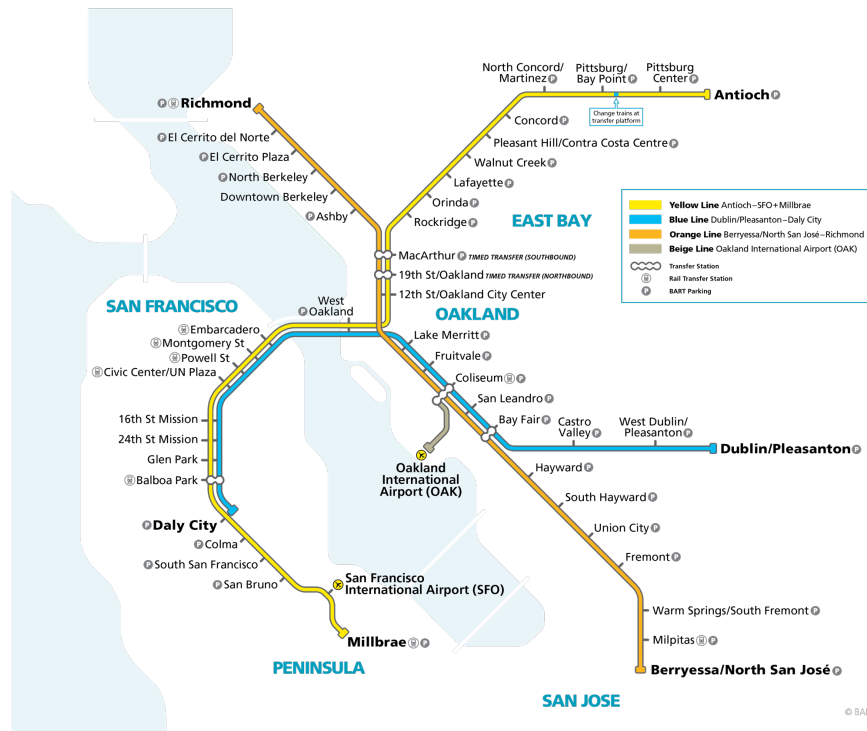 North Concord/
Martinez P
Pittsburg/
Bay Point P
Pittsburg
Center P
Antioch P
Change trains at
transfer platform
P Richmond
P El Cerrito del Norte
P El Cerrito Plaza
P North Berkeley
Downtown Berkeley
P Ashby
Concord P
Pleasant Hill/Contra Costa Centre P
Walnut Creek P
Lafayette P
Orinda P
Rockridge P
EAST BAY
Yellow Line Antioch–SFO+Millbrae
Blue Line Dublin/Pleasanton–Daly City
Orange Line Berryessa/North San José–Richmond
Beige Line Oakland International Airport (OAK)
Transfer Station
Rail Transfer Station
P BART Parking
MacArthur P TIMED TRANSFER (SOUTHBOUND)
19th St/Oakland TIMED TRANSFER (NORTHBOUND)
12th St/Oakland City Center
OAKLAND
SAN FRANCISCO
West
P Oakland
Embarcadero
Montgomery St
Powell St
Civic Center/UN Plaza
16th St Mission
24th St Mission
Glen Park
Balboa Park
P Daly City
P Colma
P South San Francisco
P San Bruno
San Francisco
International Airport (SFO)
Millbrae P
PENINSULA
Lake Merritt P
Fruitvale P
Coliseum P
San Leandro P
Bay Fair P
Castro
Valley P
West Dublin/
Pleasanton P
Dublin/Pleasanton P
Oakland
International
Airport (OAK)
Hayward P
South Hayward P
Union City P
Fremont P
Warm Springs/South Fremont P
Milpitas P
Berryessa/North San José P
SAN JOSE